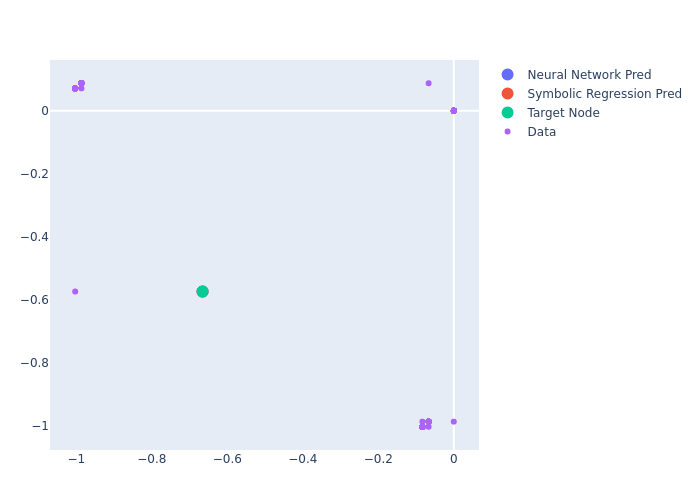 Neural Network Pred
Symbolic Regression Pred
Target Node
Data
0
−0.2
−0.4
−0.6
−0.8
−1
−1 −0.8 −0.6 −0.4 −0.2 0